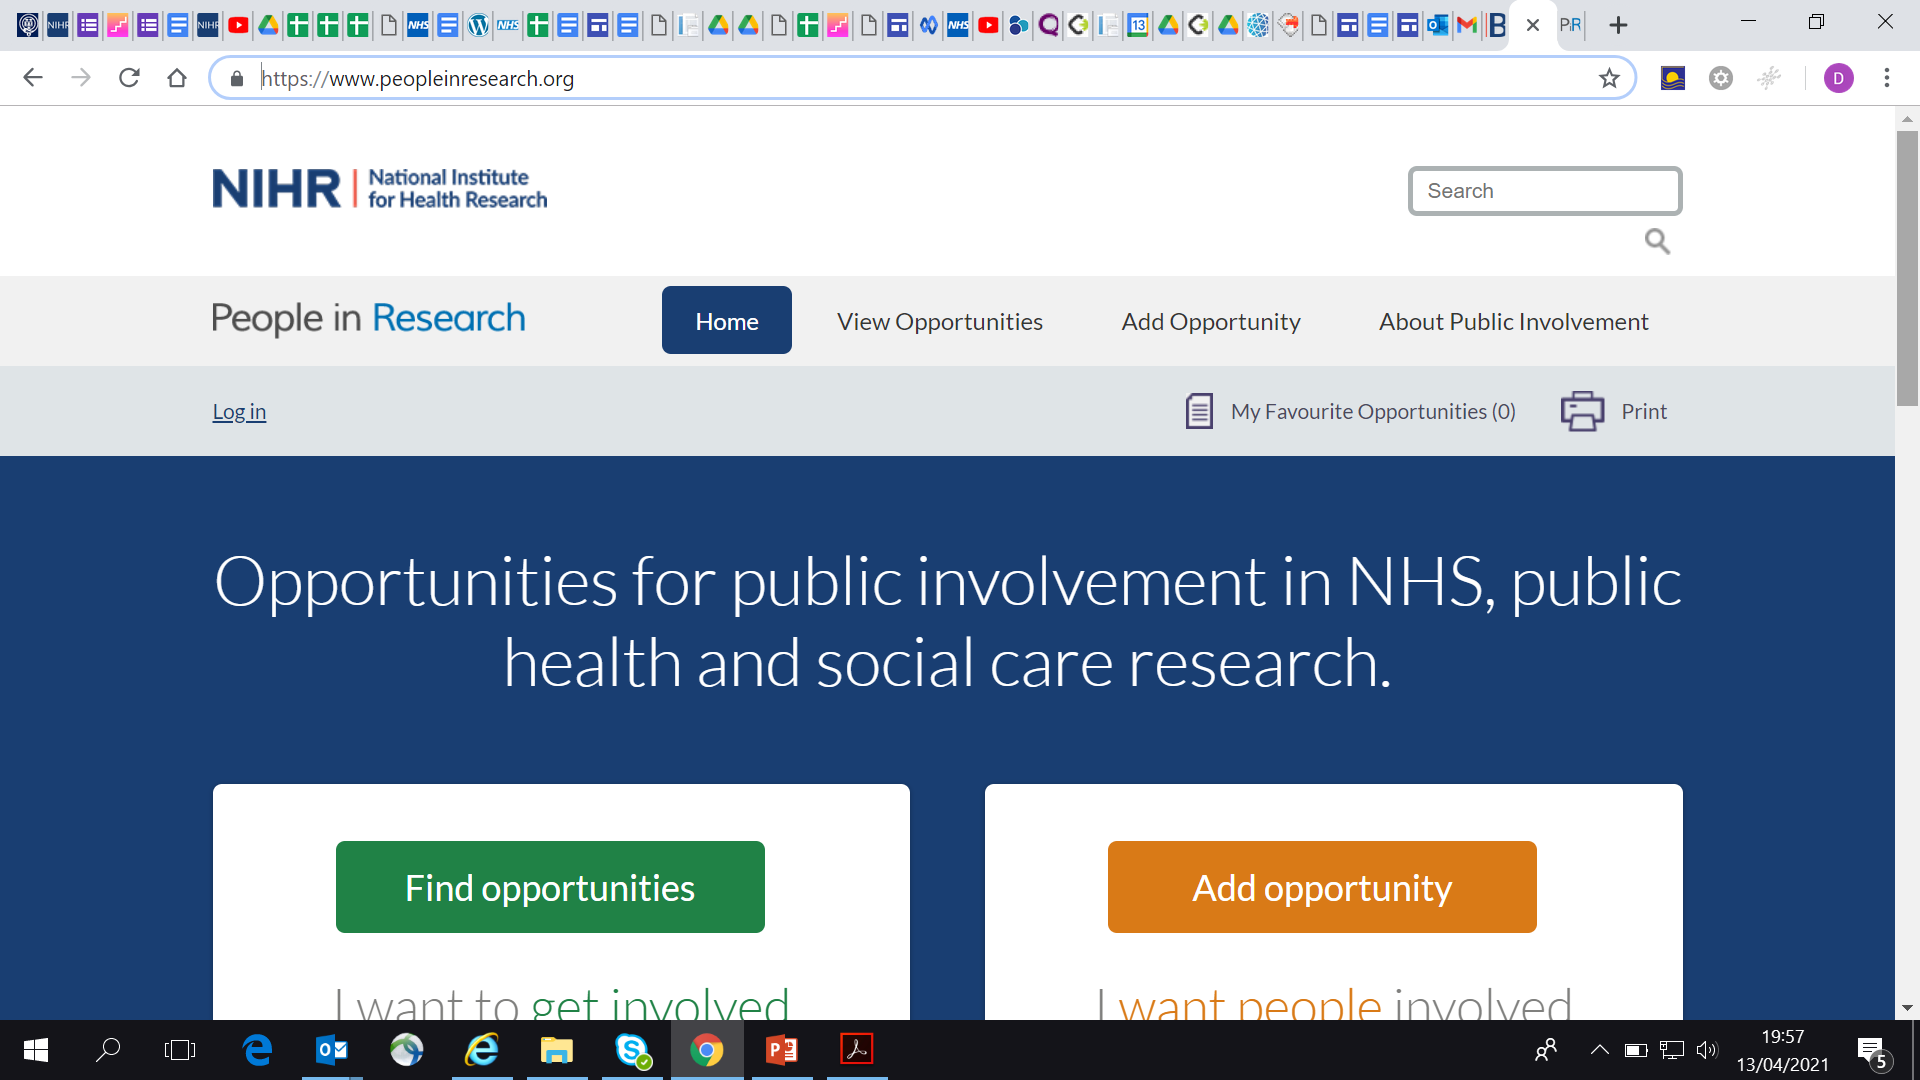 https://www.peopleinresearch.org
D
NIHR | National Institute
for Health Research
Search
People in Research
Home
View Opportunities
Add Opportunity
About Public Involvement
Log in
My Favourite Opportunities (0)
Print
Opportunities for public involvement in NHS, public
health and social care research.
Find opportunities
Add opportunity
I want to get involved
I want people involved
19:57
13/04/2021
5